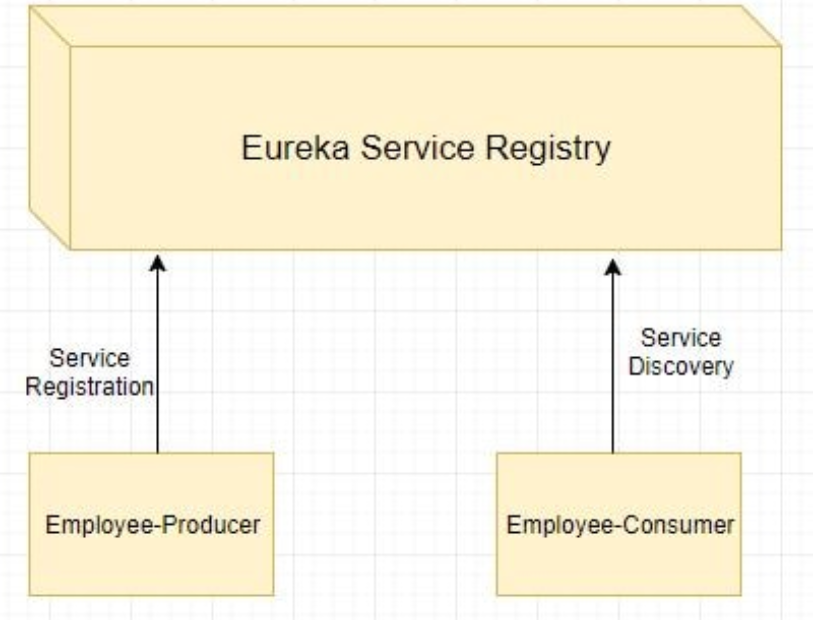 Eureka Service Registry
Service
Registration
Service
Discovery
Employee-Producer
Employee-Consumer